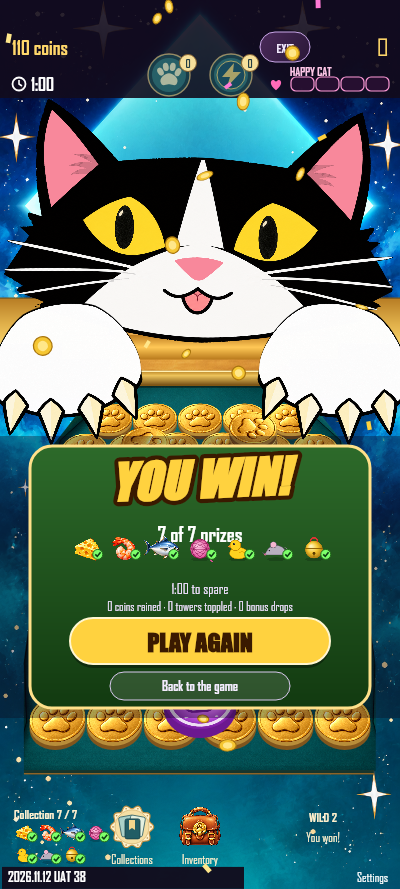 110 coins
EXIT
0
0
HAPPY CAT
1:00
YOU WIN!
7 of 7 prizes
1:00 to spare
0 coins rained · 0 towers toppled · 0 bonus drops
PLAY AGAIN
Back to the game
Collection 7 / 7
WILD 2
You won!
Collections
Inventory
2026.11.12 UAT 38
Settings